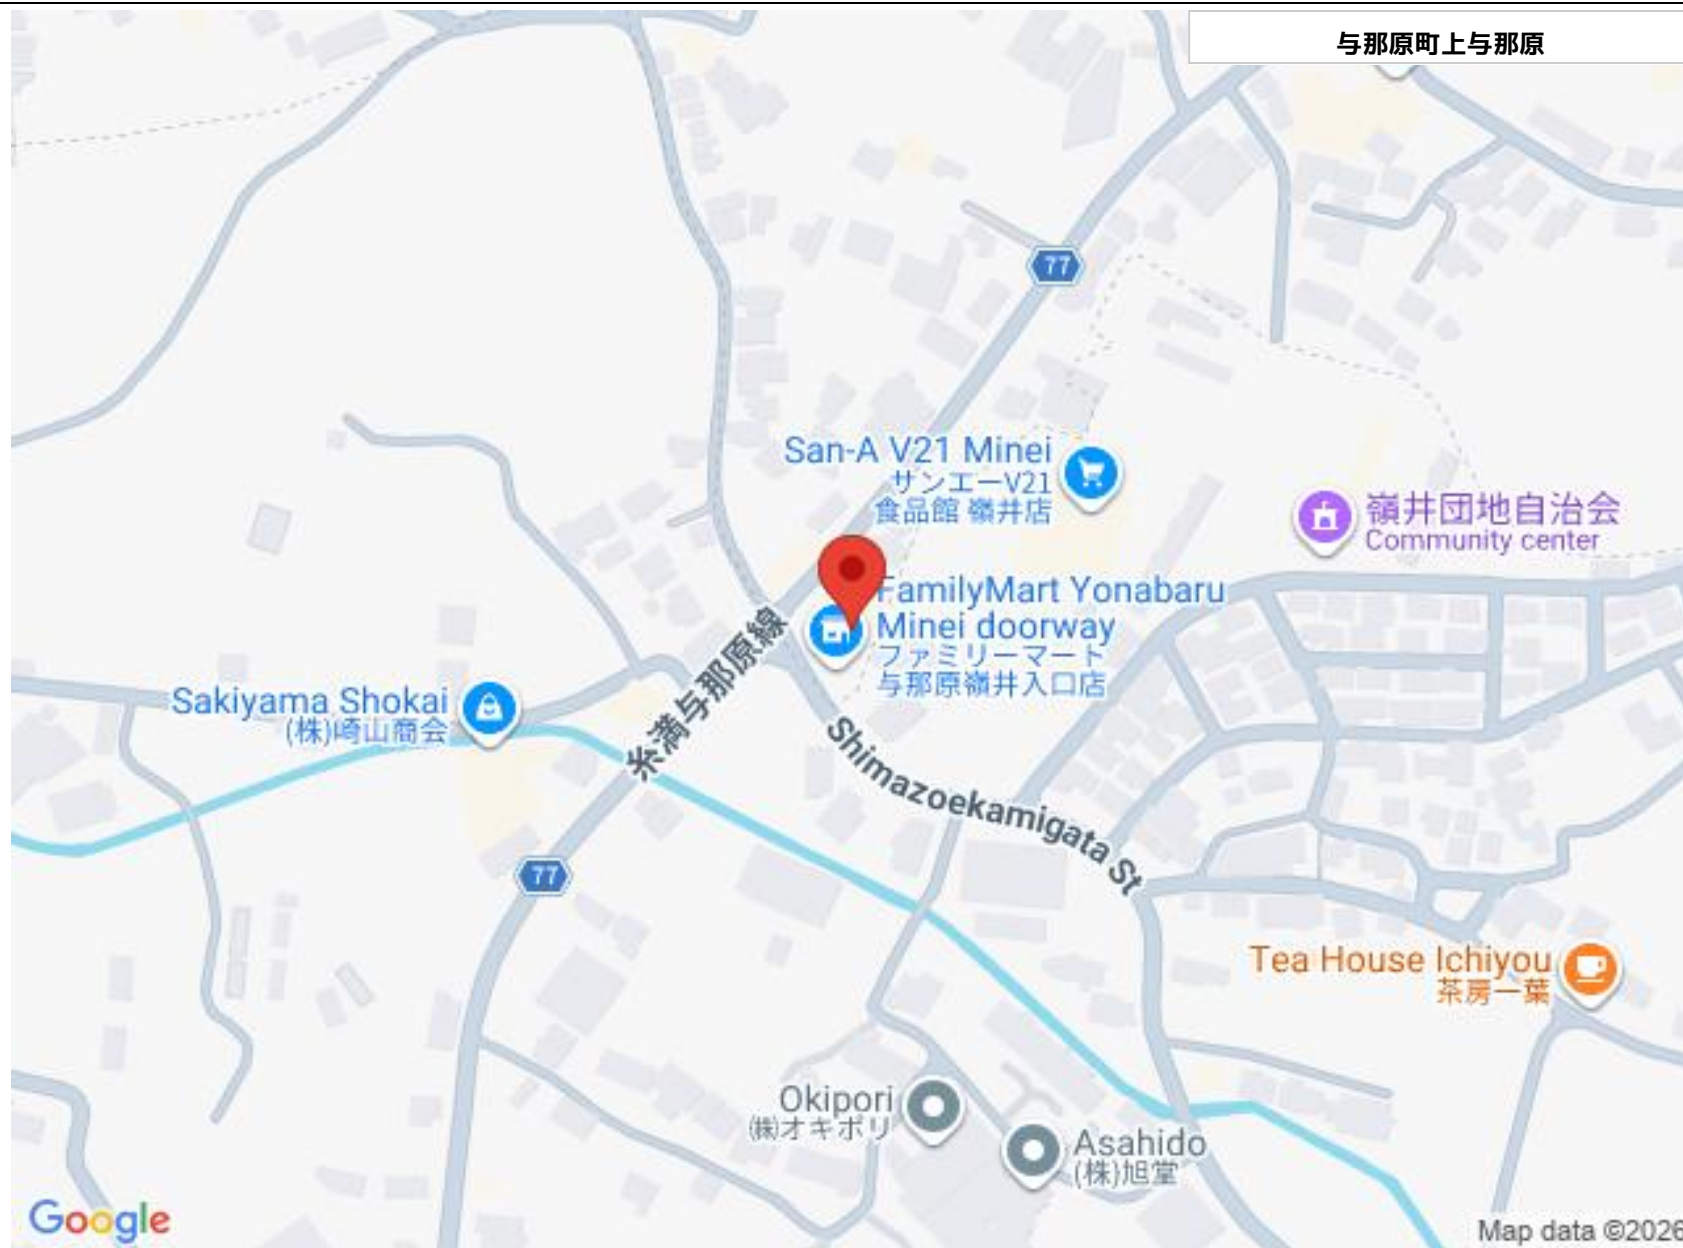 与那原町上与那原
77
San-A V21 Minei
サンエーV21
食品館 嶺井店
嶺井団地自治会
Community center
FamilyMart Yonabaru
Minei doorway
ファミリーマート
与那原嶺井入口店
糸満与那原線
Sakiyama Shokai
(株)崎山商会
Shimazoekamigata St
77
Tea House Ichiyou
茶房一葉
Okipori
(株)オキポリ
Asahido
(株)旭堂
Google
Map data ©2026